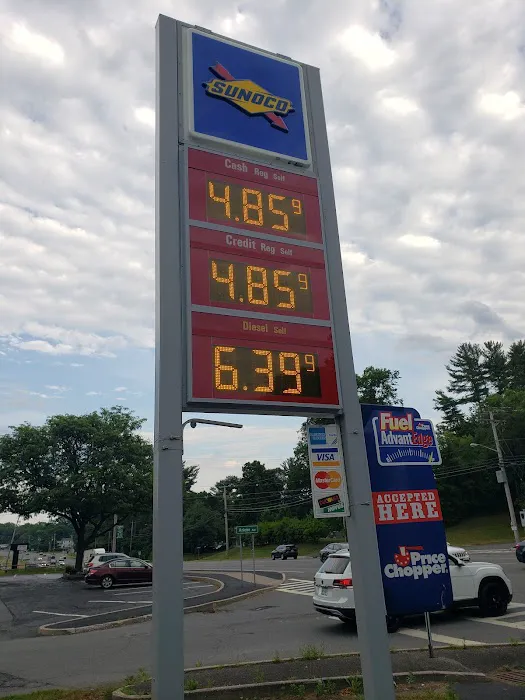 SUNOCO
Cash Reg Self
4.85 9
Credit Reg Self
4.85 9
Diesel Self
6.39 9
VISA
MasterCard
Fuel
AdvantEdge
ACCEPTED
HERE
Price
Chopper